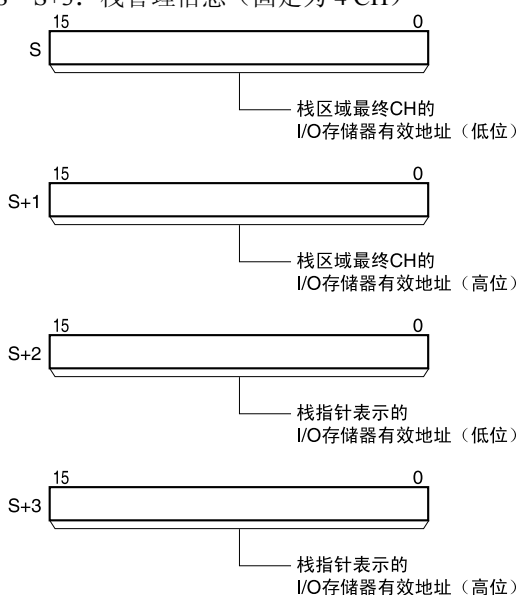 S～S+3：栈管理信息（固定为 4 CH）
15 0
S
栈区域最终CH的
I/O存储器有效地址（低位）
15 0
S+1
栈区域最终CH的
I/O存储器有效地址（高位）
15 0
S+2
栈指针表示的
I/O存储器有效地址（低位）
15 0
S+3
栈指针表示的
I/O存储器有效地址（高位）